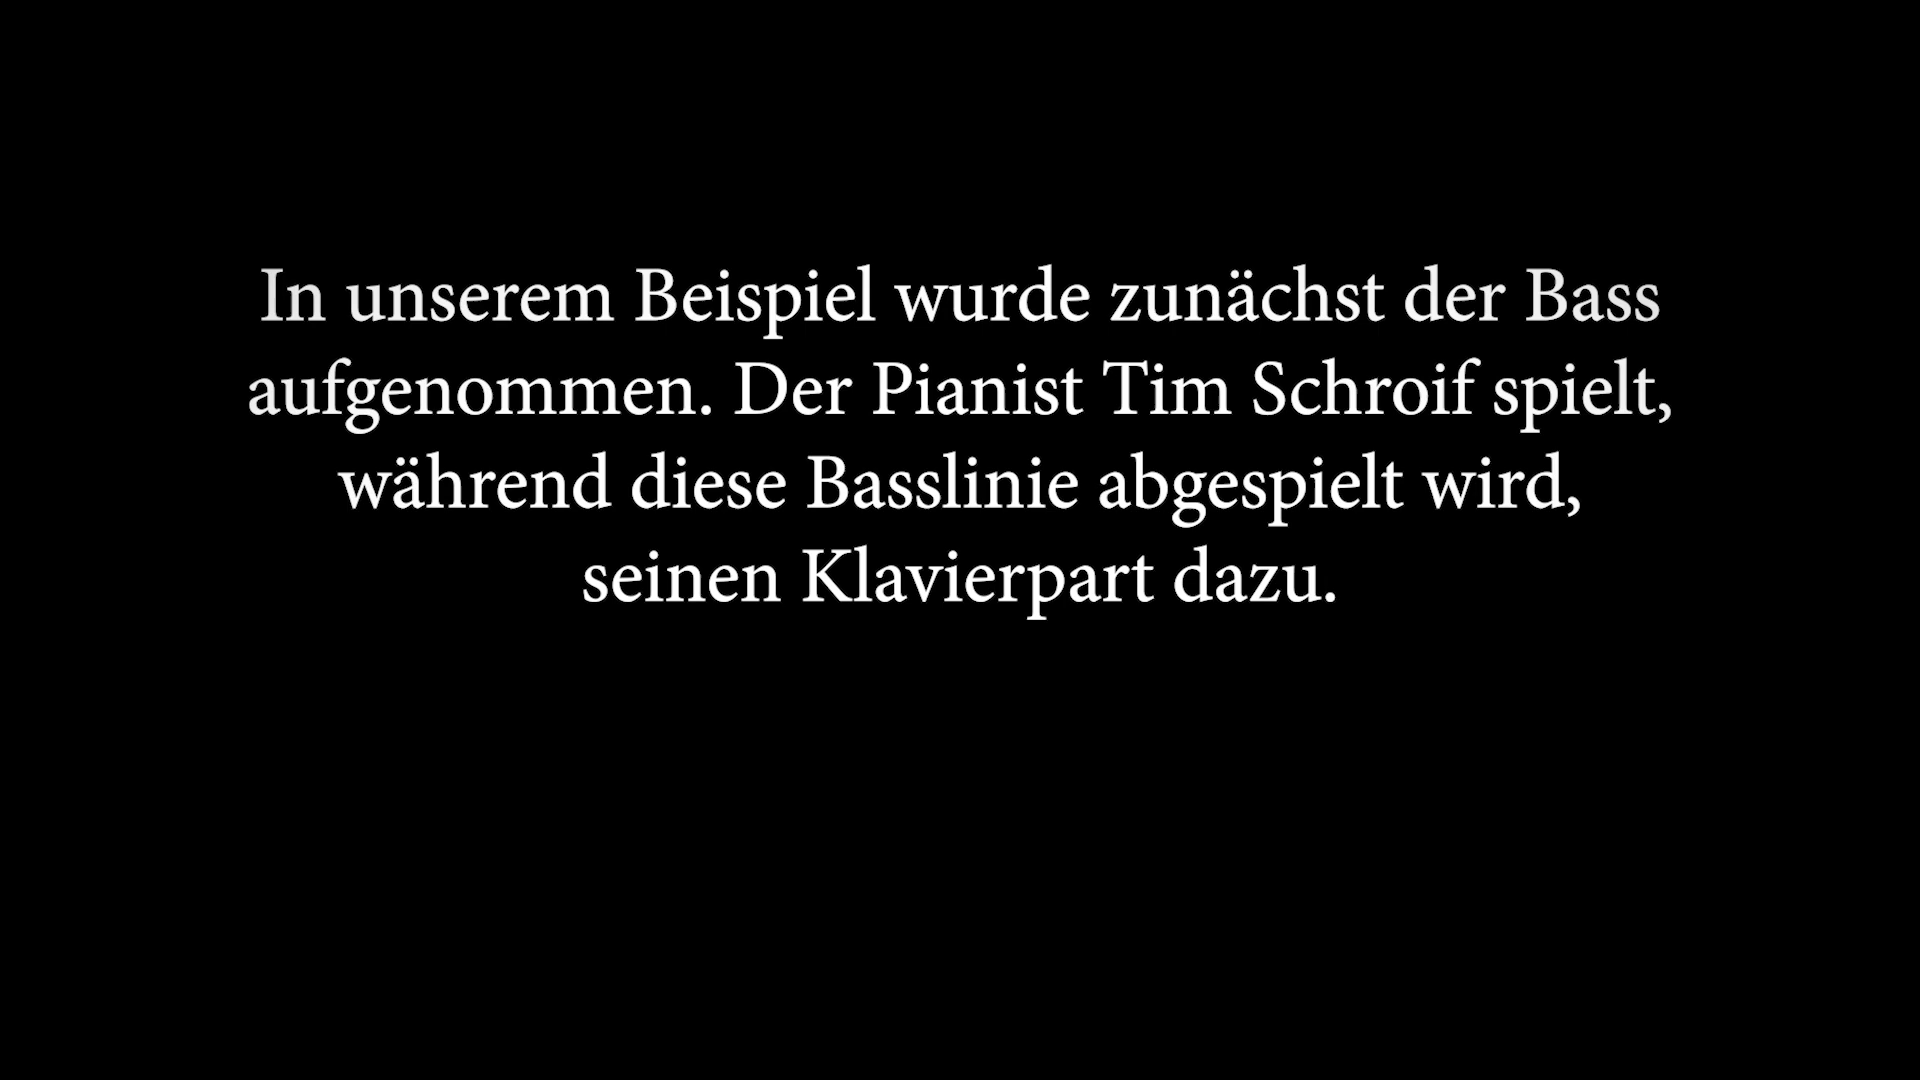 In unserem Beispiel wurde zunächst der Bass
aufgenommen. Der Pianist Tim Schroif spielt,
während diese Basslinie abgespielt wird,
seinen Klavierpart dazu.